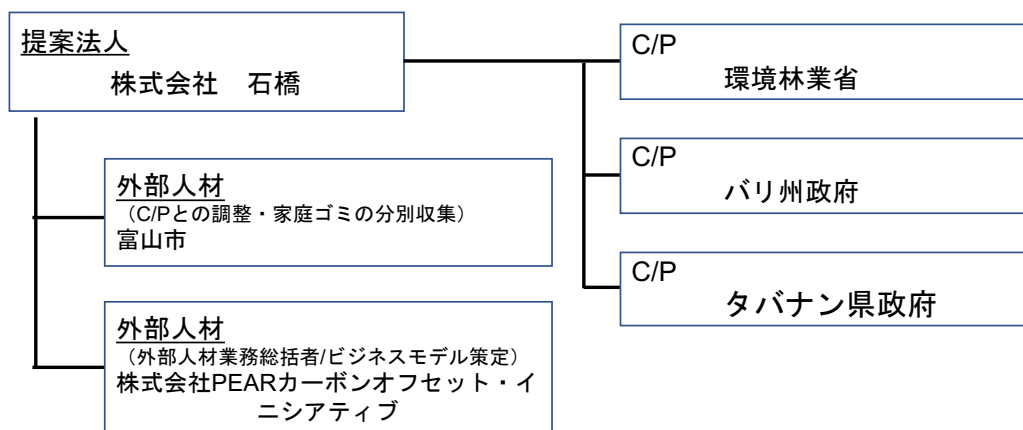 提案法人
株式会社　石橋
外部人材
（C/Pとの調整・家庭ゴミの分別収集）
富山市
外部人材
（外部人材業務総括者/ビジネスモデル策定）
株式会社PEARカーボンオフセット・イ
ニシアティブ
C/P
環境林業省
C/P
バリ州政府
C/P
タバナン県政府